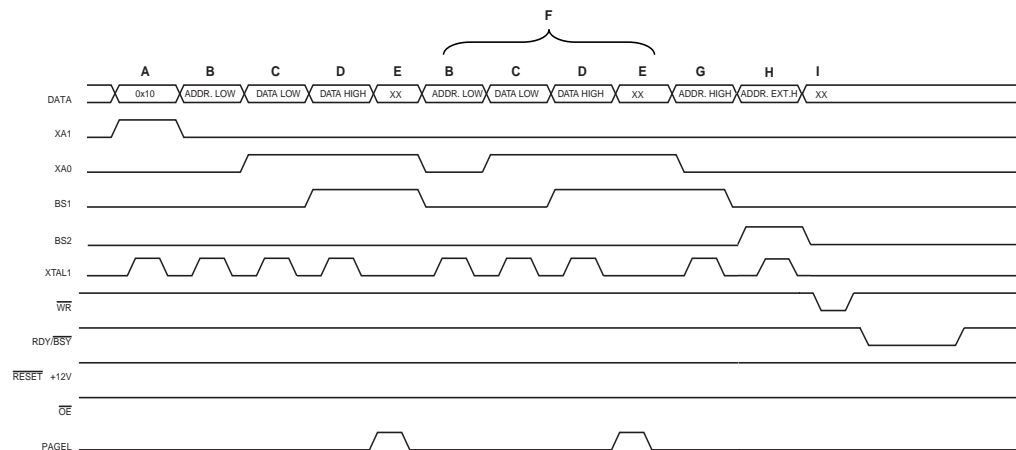 F
A B C D E B C D E G H I
DATA 0x10 ADDR. LOW DATA LOW DATA HIGH XX ADDR. LOW DATA LOW DATA HIGH XX ADDR. HIGH ADDR. EXT.H XX
XA1
XA0
BS1
BS2
XTAL1
WR
RDY/BSY
RESET +12V
OE
PAGEL